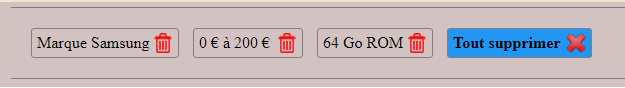 Marque Samsung 0 € à 200 € 64 Go ROM Tout supprimer